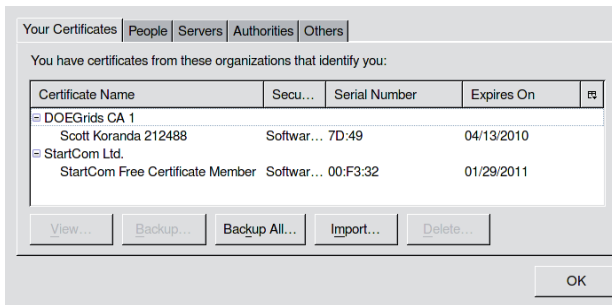 Your Certificates People Servers Authorities Others
You have certificates from these organizations that identify you:
Certificate Name Secu... Serial Number Expires On
DOEGrids CA 1
Scott Koranda 212488 Softwar... 7D:49 04/13/2010
StartCom Ltd.
StartCom Free Certificate Member Softwar... 00:F3:32 01/29/2011
View... Backup... Backup All... Import... Delete...
OK